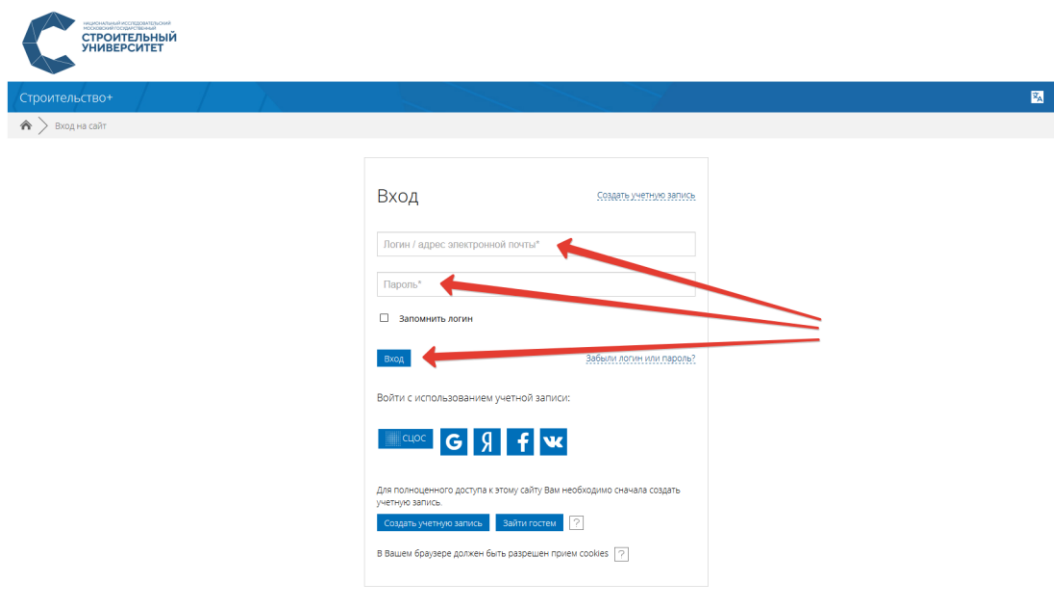 НАЦИОНАЛЬНЫЙ ИССЛЕДОВАТЕЛЬСКИЙ
МОСКОВСКИЙ ГОСУДАРСТВЕННЫЙ
СТРОИТЕЛЬНЫЙ
УНИВЕРСИТЕТ
Строительство+
Вход на сайт
Вход
Создать учетную запись
Логин / адрес электронной почты*
Пароль*
Запомнить логин
Вход
Забыли логин или пароль?
Войти с использованием учетной записи:
СЦОС G Я f
Для полноценного доступа к этому сайту Вам необходимо сначала создать
учетную запись.
Создать учетную запись Зайти гостем ?
В Вашем браузере должен быть разрешен прием cookies ?